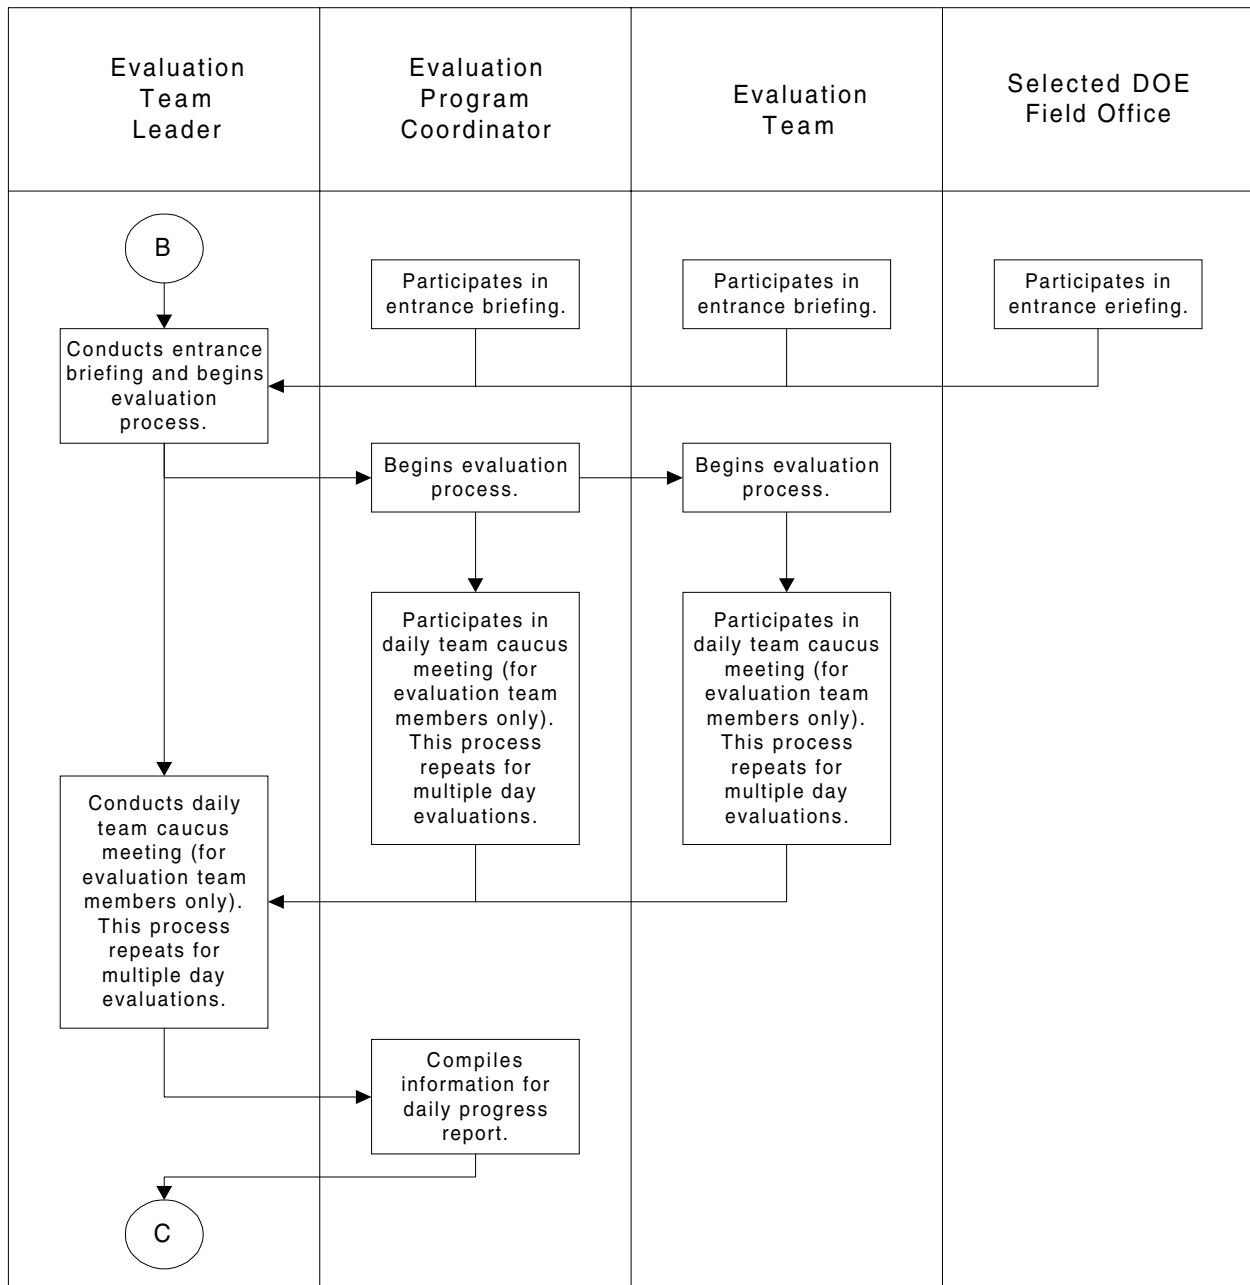 Evaluation
Team
Leader
Evaluation
Program
Coordinator
Evaluation
Team
Selected DOE
Field Office
B
Participates in
entrance briefing.
Participates in
entrance briefing.
Participates in
entrance eriefing.
Conducts entrance
briefing and begins
evaluation
process.
Begins evaluation
process.
Begins evaluation
process.
Participates in
daily team caucus
meeting (for
evaluation team
members only).
This process
repeats for
multiple day
evaluations.
Participates in
daily team caucus
meeting (for
evaluation team
members only).
This process
repeats for
multiple day
evaluations.
Conducts daily
team caucus
meeting (for
evaluation team
members only).
This process
repeats for
multiple day
evaluations.
Compiles
information for
daily progress
report.
C